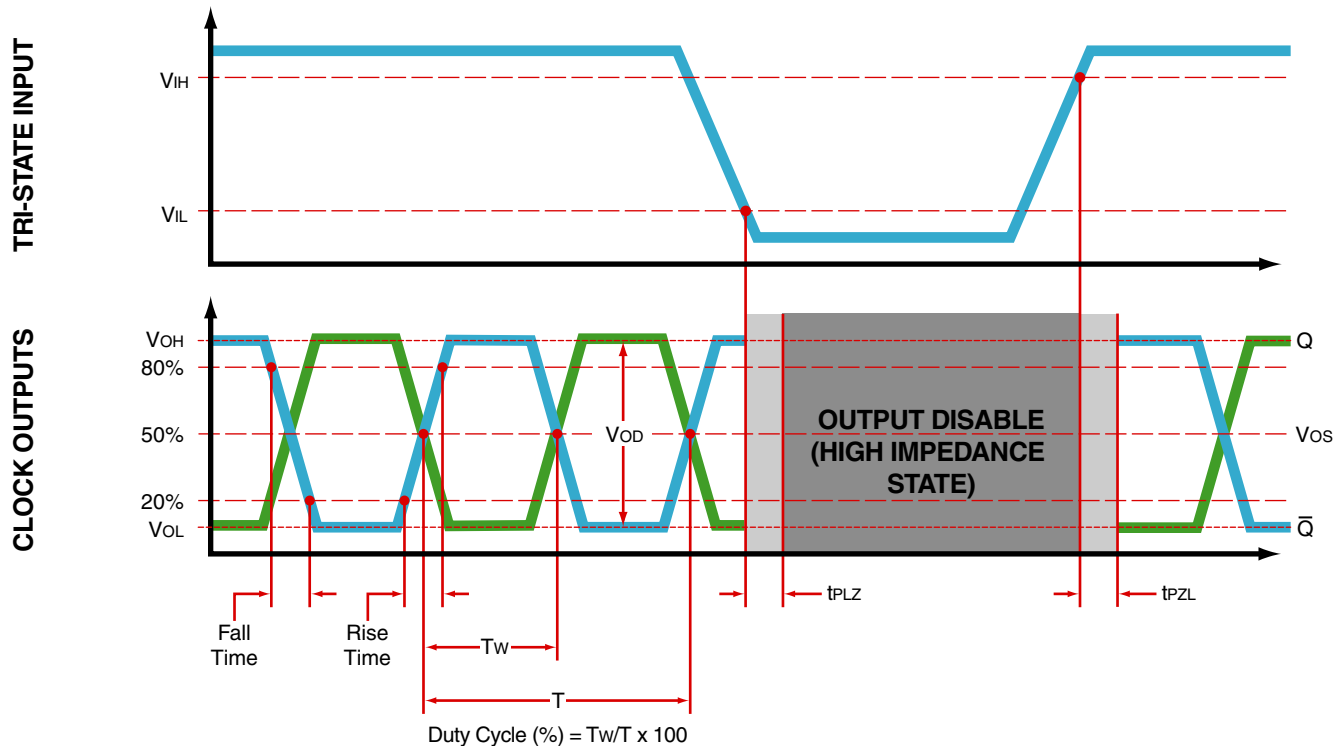 TRI-STATE INPUT
VIH
VIL
CLOCK OUTPUTS
VOH
80%
50%
20%
VOL
VOD
OUTPUT DISABLE
(HIGH IMPEDANCE
STATE)
Q
VOS
Q̅
Fall
Time
Rise
Time
tPLZ
tPZL
TW
T
Duty Cycle (%) = TW/T x 100